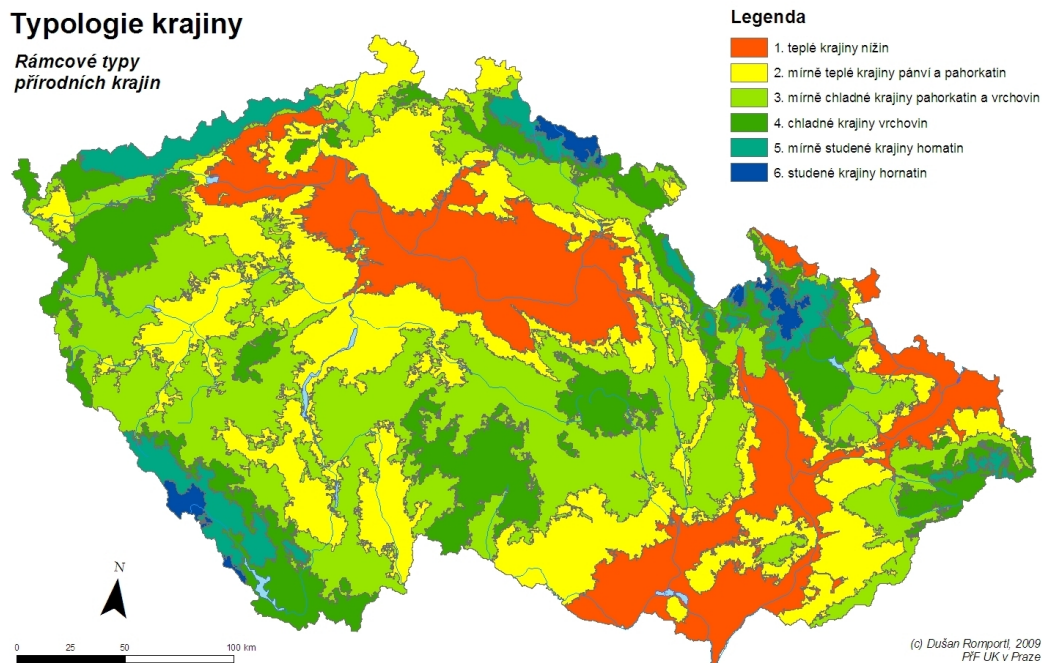 Typologie krajiny
Rámcové typy
přírodních krajin
Legenda
1. teplé krajiny nížin
2. mírně teplé krajiny pánví a pahorkatin
3. mírně chladné krajiny pahorkatin a vrchovin
4. chladné krajiny vrchovin
5. mírně studené krajiny hornatin
6. studené krajiny hornatin
N
0 25 50 100 km
(c) Dušan Romportl, 2009
PřF UK v Praze